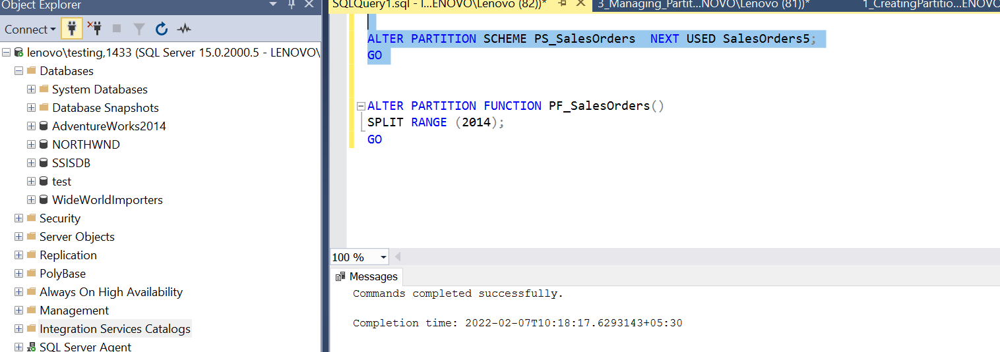 Object Explorer
Connect
lenovo\testing,1433 (SQL Server 15.0.2000.5 - LENOVO\
Databases
System Databases
Database Snapshots
AdventureWorks2014
NORTHWND
SSISDB
test
WideWorldImporters
Security
Server Objects
Replication
PolyBase
Always On High Availability
Management
Integration Services Catalogs
SQL Server Agent
SQLQuery1.sql - l...ENOVO\Lenovo (82))*
3_Managing_Partit...NOVO\Lenovo (81))*
1_CreatingPartitio...ENOVO
ALTER PARTITION SCHEME PS_SalesOrders  NEXT USED SalesOrders5;
GO
ALTER PARTITION FUNCTION PF_SalesOrders()
SPLIT RANGE (2014);
GO
100 %
Messages
Commands completed successfully.
Completion time: 2022-02-07T10:18:17.6293143+05:30